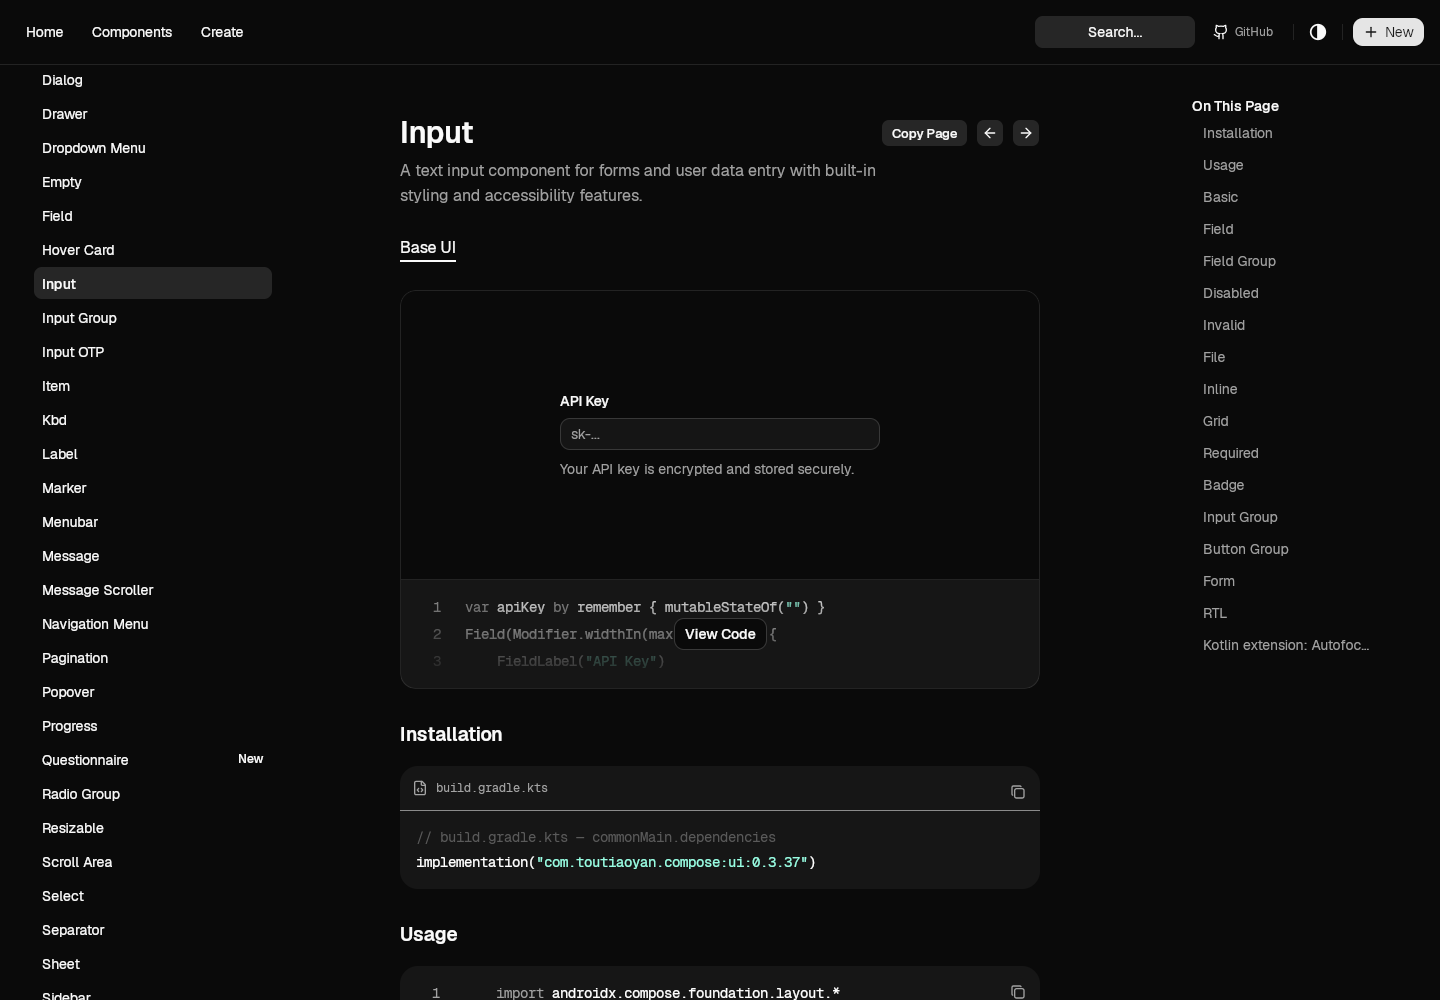 Home
Components
Create
Search...
GitHub
New
Dialog
Drawer
Dropdown Menu
Empty
Field
Hover Card
Input
Input Group
Input OTP
Item
Kbd
Label
Marker
Menubar
Message
Message Scroller
Navigation Menu
Pagination
Popover
Progress
Questionnaire New
Radio Group
Resizable
Scroll Area
Select
Separator
Sheet
Sidebar
Input
Copy Page
A text input component for forms and user data entry with built-in
styling and accessibility features.
Base UI
API Key
sk-...
Your API key is encrypted and stored securely.
1 var apiKey by remember { mutableStateOf("") }
2 Field(Modifier.widthIn(max {
View Code
3 FieldLabel("API Key")
Installation
build.gradle.kts
// build.gradle.kts — commonMain.dependencies
implementation("com.toutiaoyan.compose:ui:0.3.37")
Usage
1 import androidx.compose.foundation.layout.*
On This Page
Installation
Usage
Basic
Field
Field Group
Disabled
Invalid
File
Inline
Grid
Required
Badge
Input Group
Button Group
Form
RTL
Kotlin extension: Autofoc...